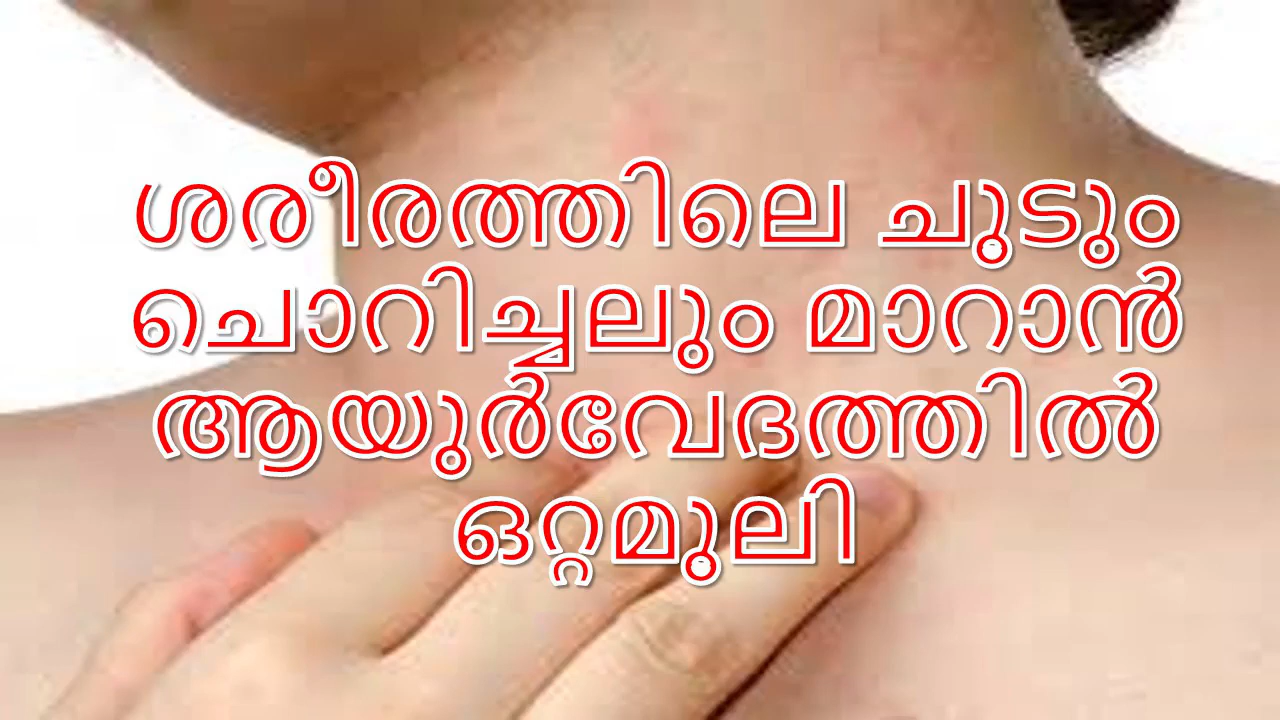 ശരീരത്തിലെ ചുടും
ചൊറിച്ചലും മാറാൻ
ആയുർവേദത്തിൽ
ഒറ്റമുലി